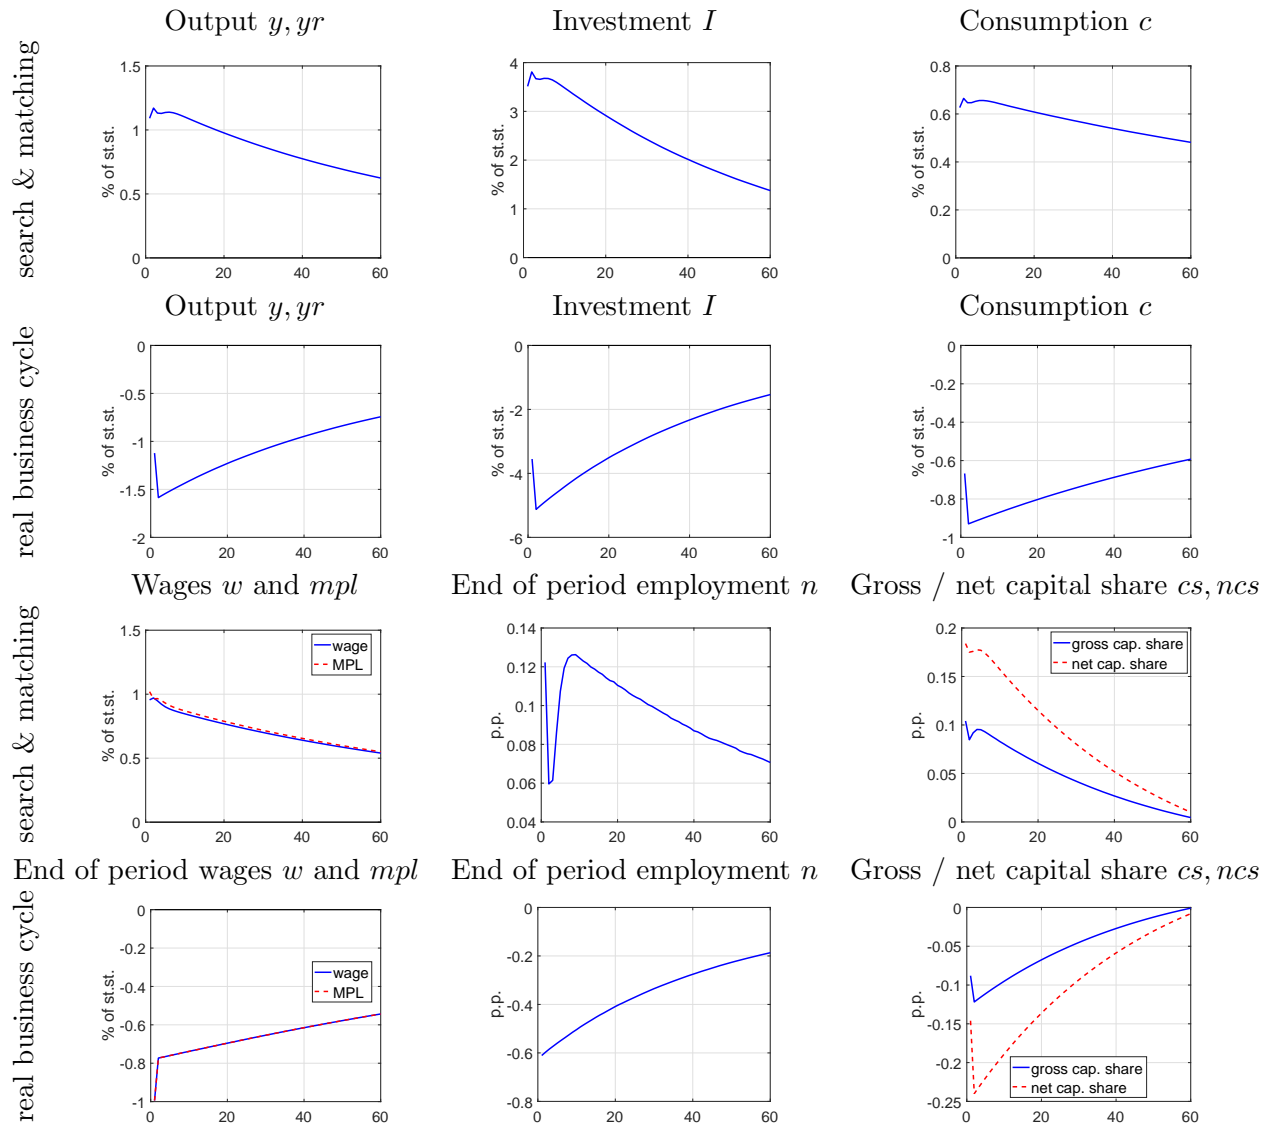 search & matching
Output y, yr
Investment I
Consumption c
% of st.st.
1.5
1
0.5
0
0 20 40 60
% of st.st.
4
3
2
1
0
0 20 40 60
% of st.st.
0.8
0.6
0.4
0.2
0
0 20 40 60
real business cycle
Output y, yr
Investment I
Consumption c
% of st.st.
0
-0.5
-1
-1.5
-2
0 20 40 60
% of st.st.
0
-2
-4
-6
0 20 40 60
% of st.st.
0
-0.2
-0.4
-0.6
-0.8
-1
0 20 40 60
search & matching
Wages w and mpl
End of period employment n
Gross / net capital share cs, ncs
% of st.st.
1.5
1
0.5
0
0 20 40 60
wage
MPL
p.p.
0.14
0.12
0.1
0.08
0.06
0.04
0 20 40 60
p.p.
0.2
0.15
0.1
0.05
0
0 20 40 60
gross cap. share
net cap. share
real business cycle
End of period wages w and mpl
End of period employment n
Gross / net capital share cs, ncs
% of st.st.
0
-0.2
-0.4
-0.6
-0.8
-1
0 20 40 60
wage
MPL
p.p.
0
-0.2
-0.4
-0.6
-0.8
0 20 40 60
p.p.
0
-0.05
-0.1
-0.15
-0.2
-0.25
0 20 40 60
gross cap. share
net cap. share